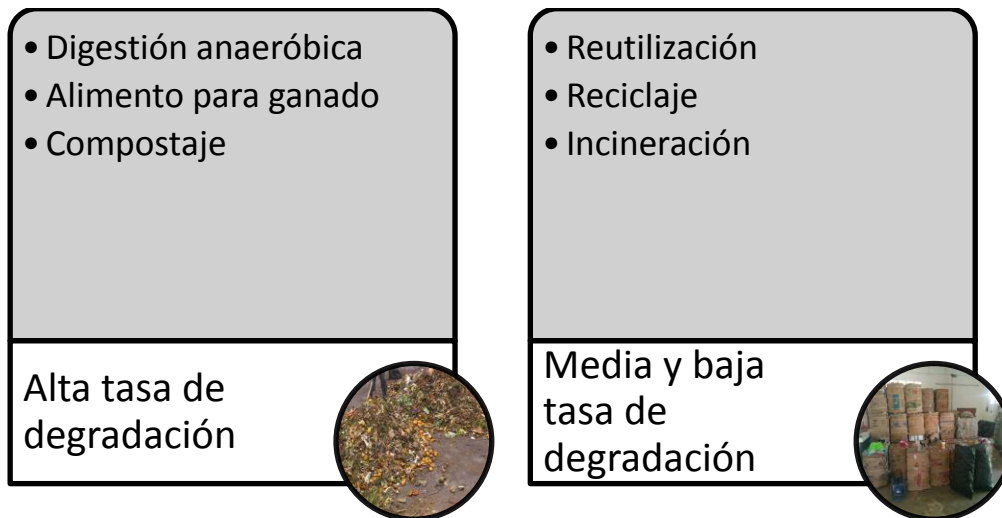 • Digestión anaeróbica
• Alimento para ganado
• Compostaje
Alta tasa de
degradación
• Reutilización
• Reciclaje
• Incineración
Media y baja
tasa de
degradación